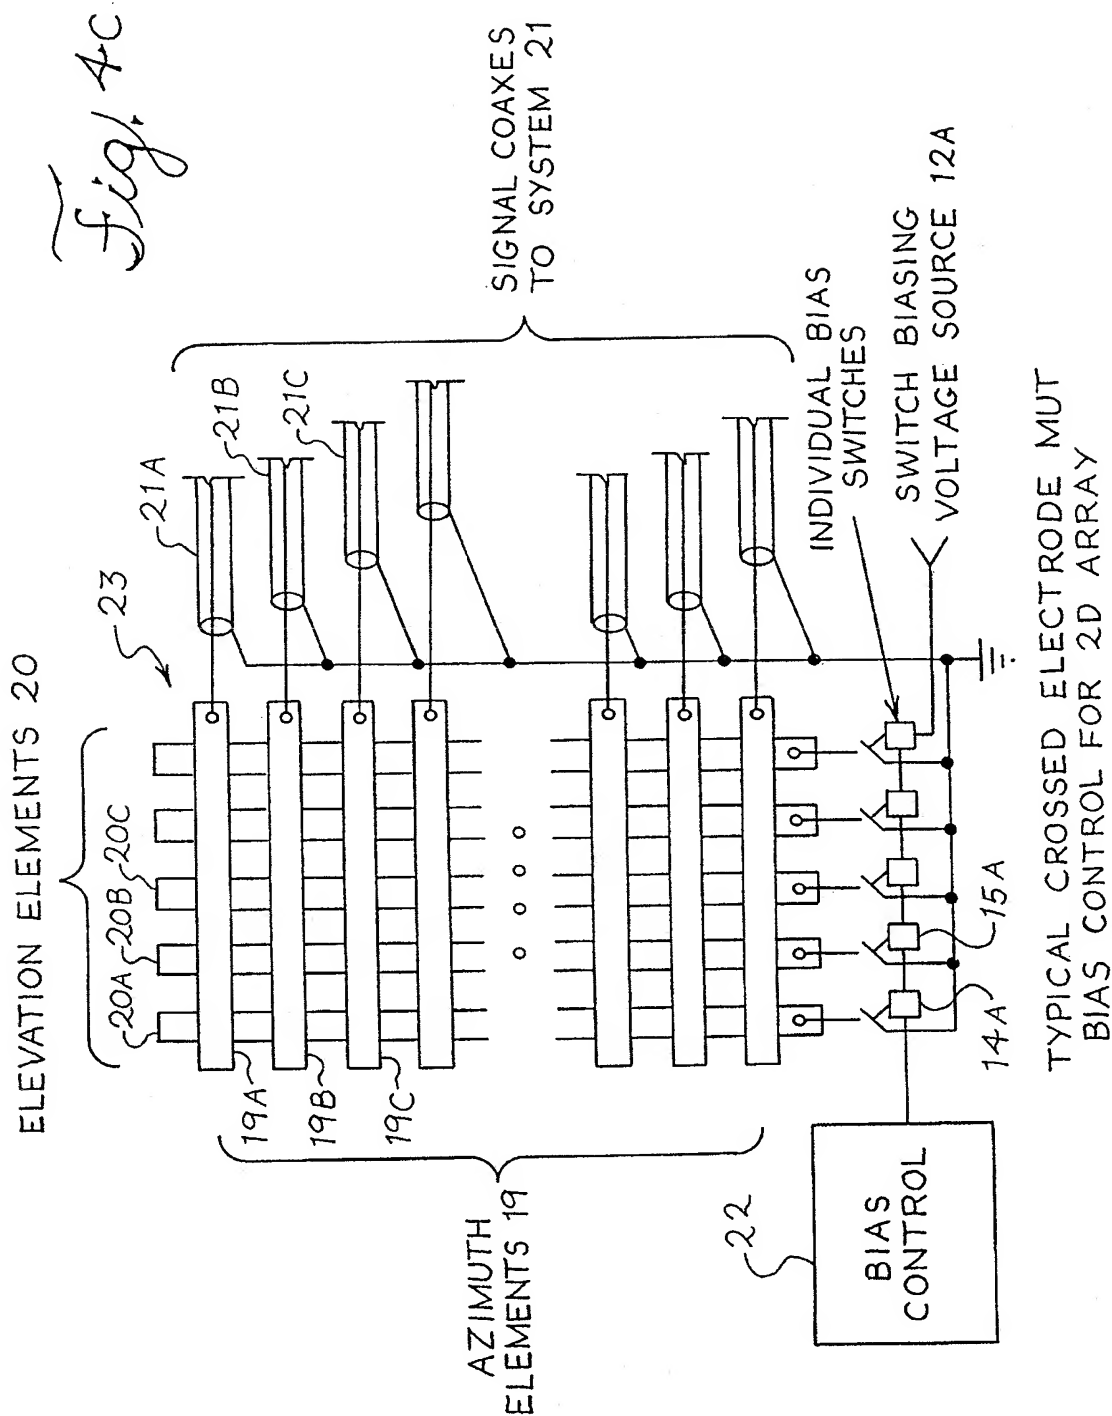 Fig. 4C
ELEVATION ELEMENTS 20
20A
20B
20C
23
21A
21B
21C
SIGNAL COAXES
TO SYSTEM 21
19A
19B
19C
AZIMUTH
ELEMENTS 19
INDIVIDUAL BIAS
SWITCHES
SWITCH BIASING
VOLTAGE SOURCE 12A
22
BIAS
CONTROL
14A
15A
TYPICAL CROSSED ELECTRODE MUT
BIAS CONTROL FOR 2D ARRAY